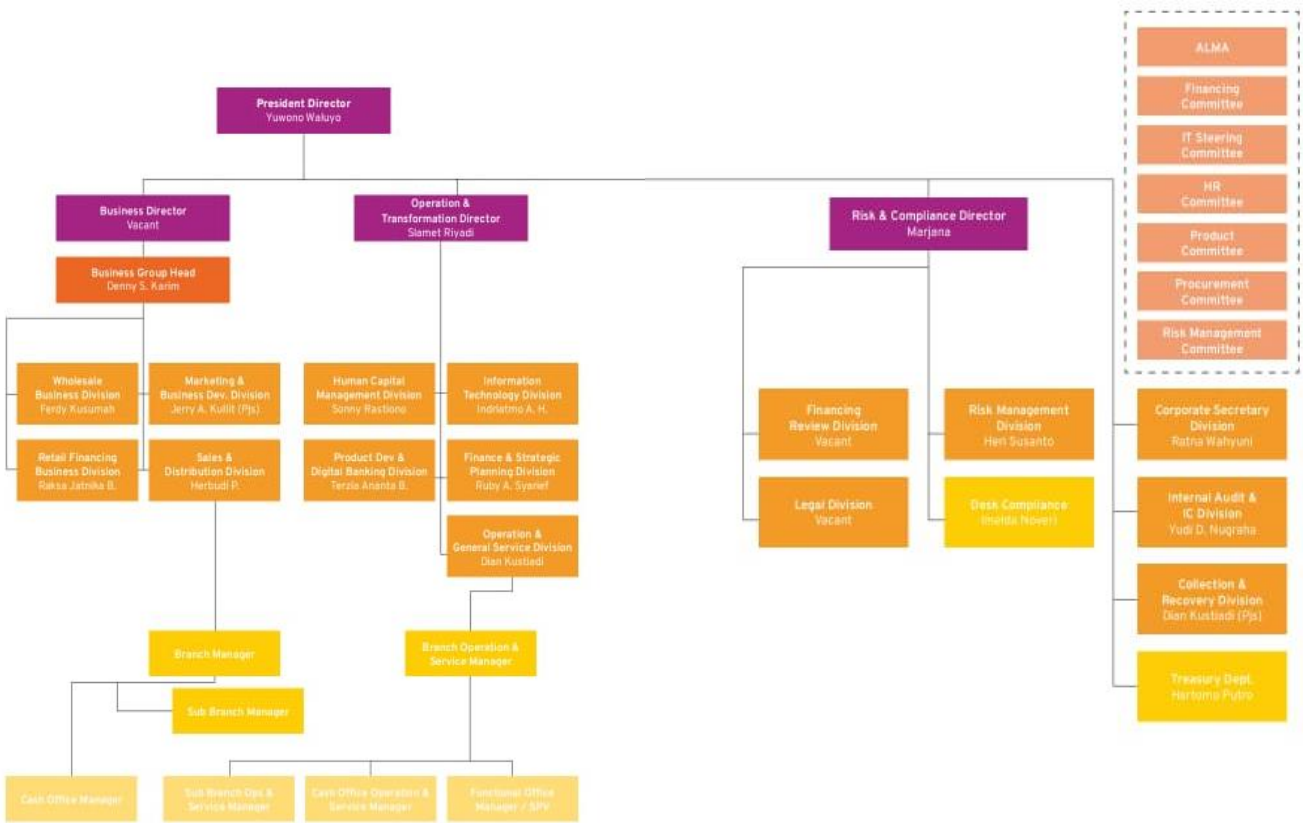 ALMA
Financing
Committee
IT Steering
Committee
HR
Committee
Product
Committee
Procurement
Committee
Risk Management
Committee
President Director
Yuwono Waluyo
Business Director
Vacant
Operation &
Transformation Director
Slamet Riyadi
Risk & Compliance Director
Marjana
Business Group Head
Denny S. Karim
Wholesale
Business Division
Ferdy Kusumah
Marketing &
Business Dev. Division
Jerry A. Kullit (Pjs)
Human Capital
Management Division
Sonny Rastiono
Information
Technology Division
Indriatmo A. H.
Financing
Review Division
Vacant
Risk Management
Division
Heri Susanto
Corporate Secretary
Division
Ratna Wahyuni
Retail Financing
Business Division
Raksa Jatnika B.
Sales &
Distribution Division
Herbudi P.
Product Dev &
Digital Banking Division
Terzia Ananta B.
Finance & Strategic
Planning Division
Ruby A. Syarief
Legal Division
Vacant
Desk Compliance
Imelda Noveri
Internal Audit &
IC Division
Yudi D. Nugraha
Operation &
General Service Division
Dian Kustiadi
Collection &
Recovery Division
Dian Kustiadi (Pjs)
Branch Manager
Branch Operation &
Service Manager
Treasury Dept.
Hartomo Putro
Sub Branch Manager
Cash Office Manager
Sub Branch Ops &
Service Manager
Cash Office Operation &
Service Manager
Functional Office
Manager / SPV